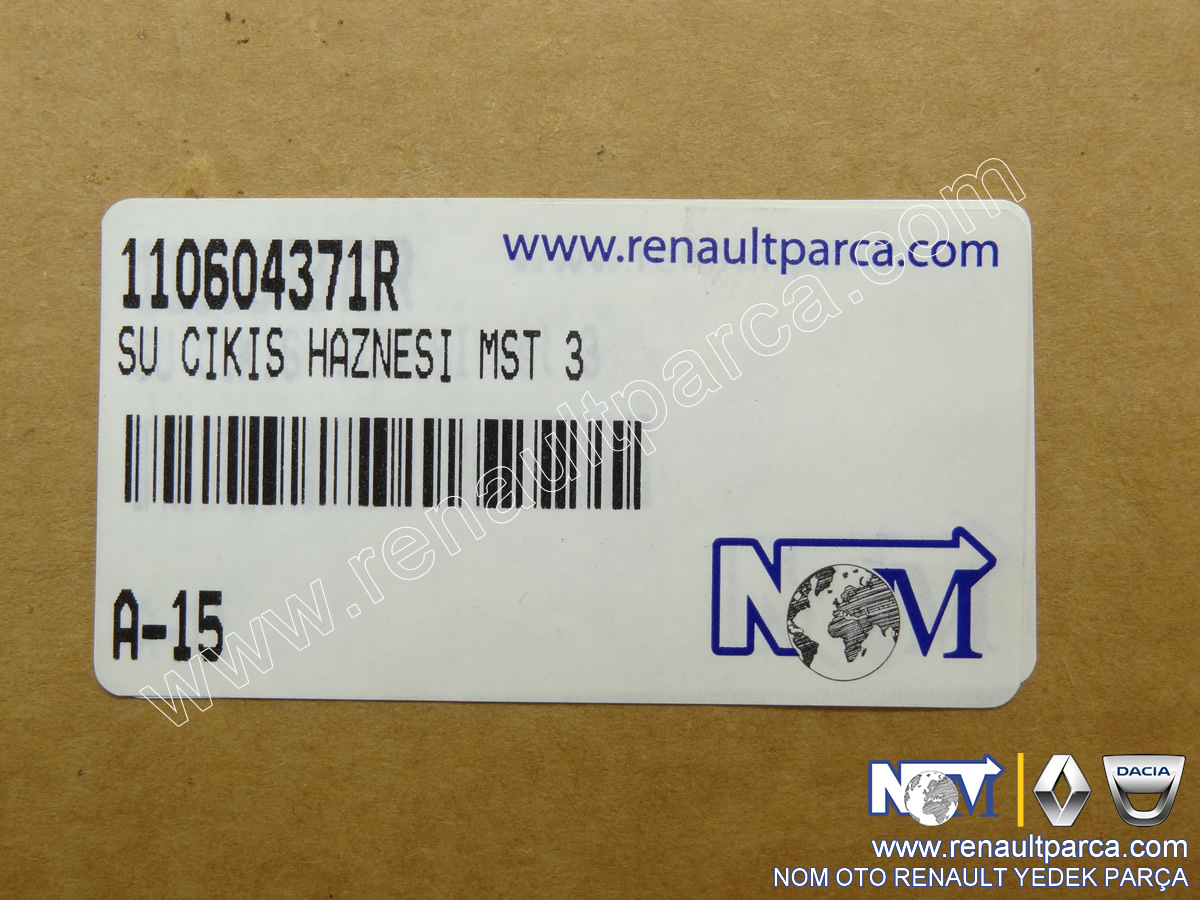 www.renaultparca.com
110604371R
SU CIKIS HAZNESI MST 3
A-15
NOM
www.renaultparca.com
NOM
DACIA
www.renaultparca.com
NOM OTO RENAULT YEDEK PARÇA